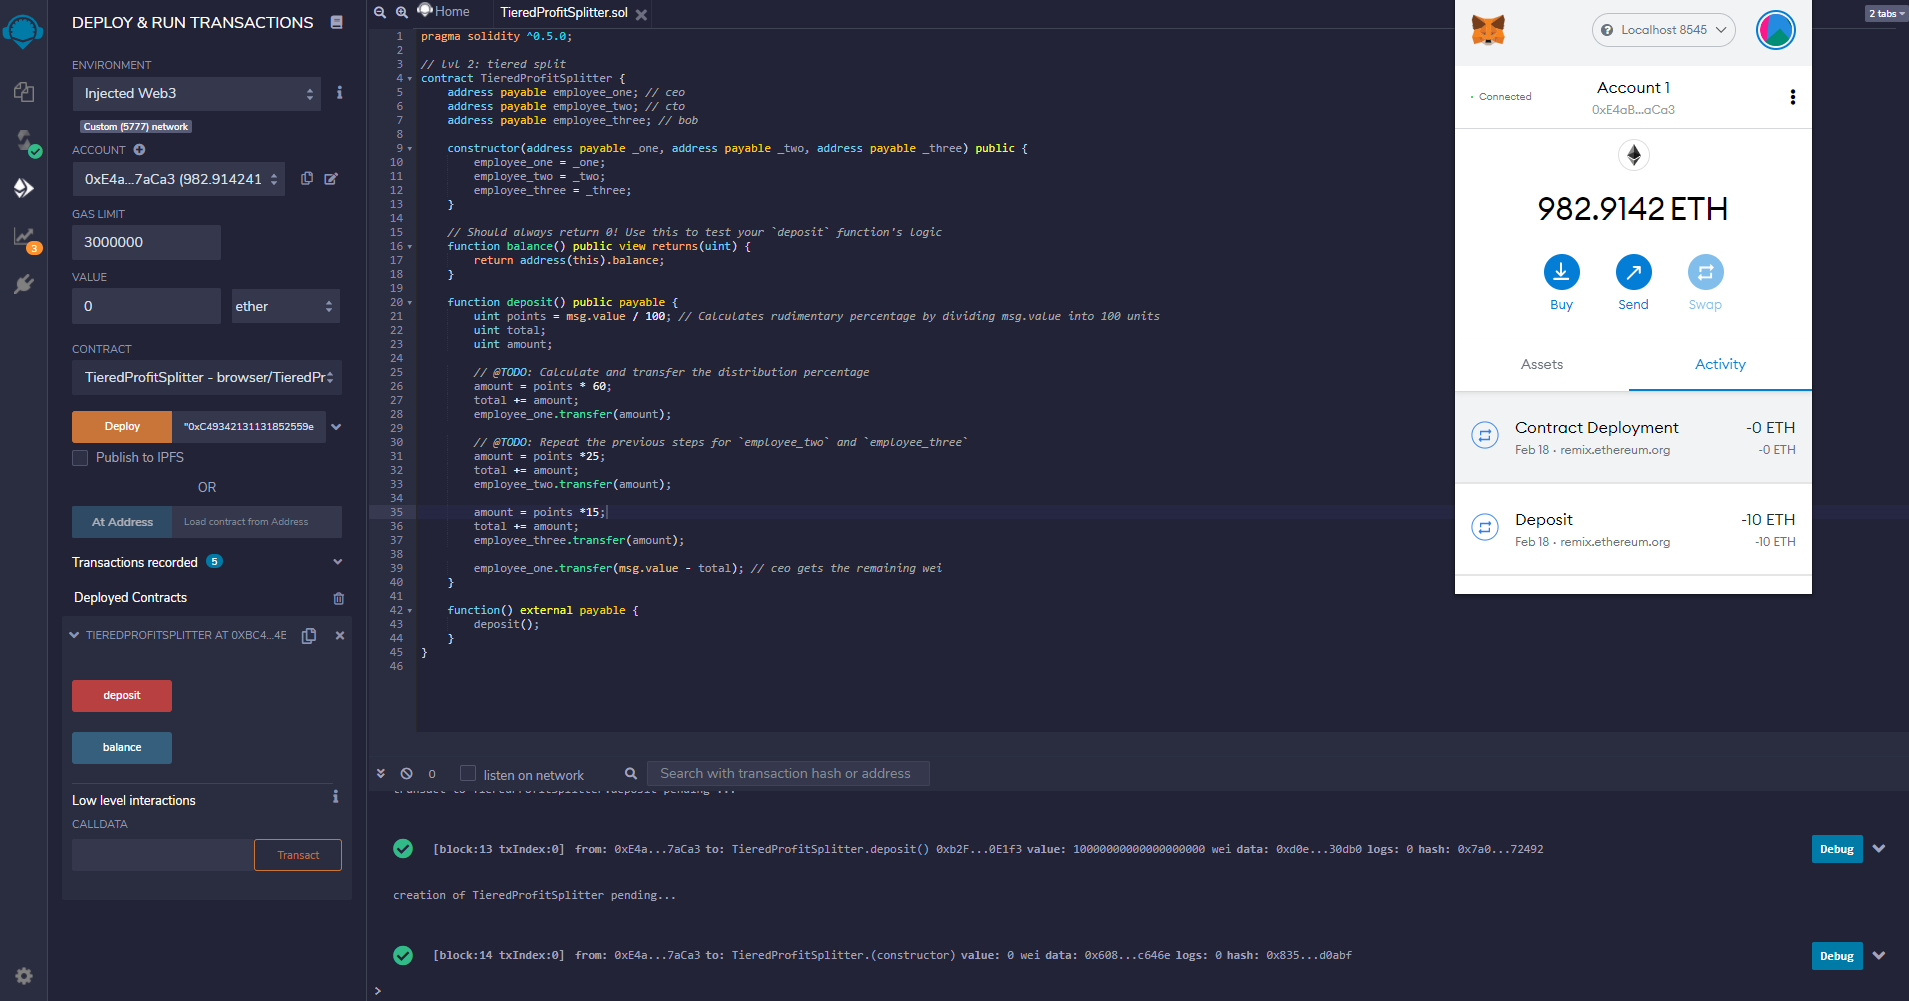 DEPLOY & RUN TRANSACTIONS
ENVIRONMENT
Injected Web3
Custom (5777) network
ACCOUNT
0xE4a...7aCa3 (982.914241
GAS LIMIT
3000000
VALUE
0 ether
CONTRACT
TieredProfitSplitter - browser/TieredPr
Deploy "0xC49342131131852559e
Publish to IPFS
OR
At Address Load contract from Address
Transactions recorded 5
Deployed Contracts
TIEREDPROFITSPLITTER AT 0XBC4...4E
deposit
balance
Low level interactions
CALLDATA
Transact
3
Home TieredProfitSplitter.sol
2 tabs
1 pragma solidity ^0.5.0;
2
3 // lvl 2: tiered split
4 contract TieredProfitSplitter {
5 address payable employee_one; // ceo
6 address payable employee_two; // cto
7 address payable employee_three; // bob
8
9 constructor(address payable _one, address payable _two, address payable _three) public {
10 employee_one = _one;
11 employee_two = _two;
12 employee_three = _three;
13 }
14
15 // Should always return 0! Use this to test your `deposit` function's logic
16 function balance() public view returns(uint) {
17 return address(this).balance;
18 }
19
20 function deposit() public payable {
21 uint points = msg.value / 100; // Calculates rudimentary percentage by dividing msg.value into 100 units
22 uint total;
23 uint amount;
24
25 // @TODO: Calculate and transfer the distribution percentage
26 amount = points * 60;
27 total += amount;
28 employee_one.transfer(amount);
29
30 // @TODO: Repeat the previous steps for `employee_two` and `employee_three`
31 amount = points *25;
32 total += amount;
33 employee_two.transfer(amount);
34
35 amount = points *15;
36 total += amount;
37 employee_three.transfer(amount);
38
39 employee_one.transfer(msg.value - total); // ceo gets the remaining wei
40 }
41
42 function() external payable {
43 deposit();
44 }
45 }
46
Localhost 8545
Connected
Account 1
0xE4aB...aCa3
982.9142 ETH
Buy Send Swap
Assets Activity
Contract Deployment -0 ETH
Feb 18 · remix.ethereum.org -0 ETH
Deposit -10 ETH
Feb 18 · remix.ethereum.org -10 ETH
0 listen on network Search with transaction hash or address
transact to TieredProfitSplitter.deposit pending ...
[block:13 txIndex:0] from: 0xE4a...7aCa3 to: TieredProfitSplitter.deposit() 0xb2F...0E1f3 value: 10000000000000000000 wei data: 0xd0e...30db0 logs: 0 hash: 0x7a0...72492 Debug
creation of TieredProfitSplitter pending...
[block:14 txIndex:0] from: 0xE4a...7aCa3 to: TieredProfitSplitter.(constructor) value: 0 wei data: 0x608...c646e logs: 0 hash: 0x835...d0abf Debug
>